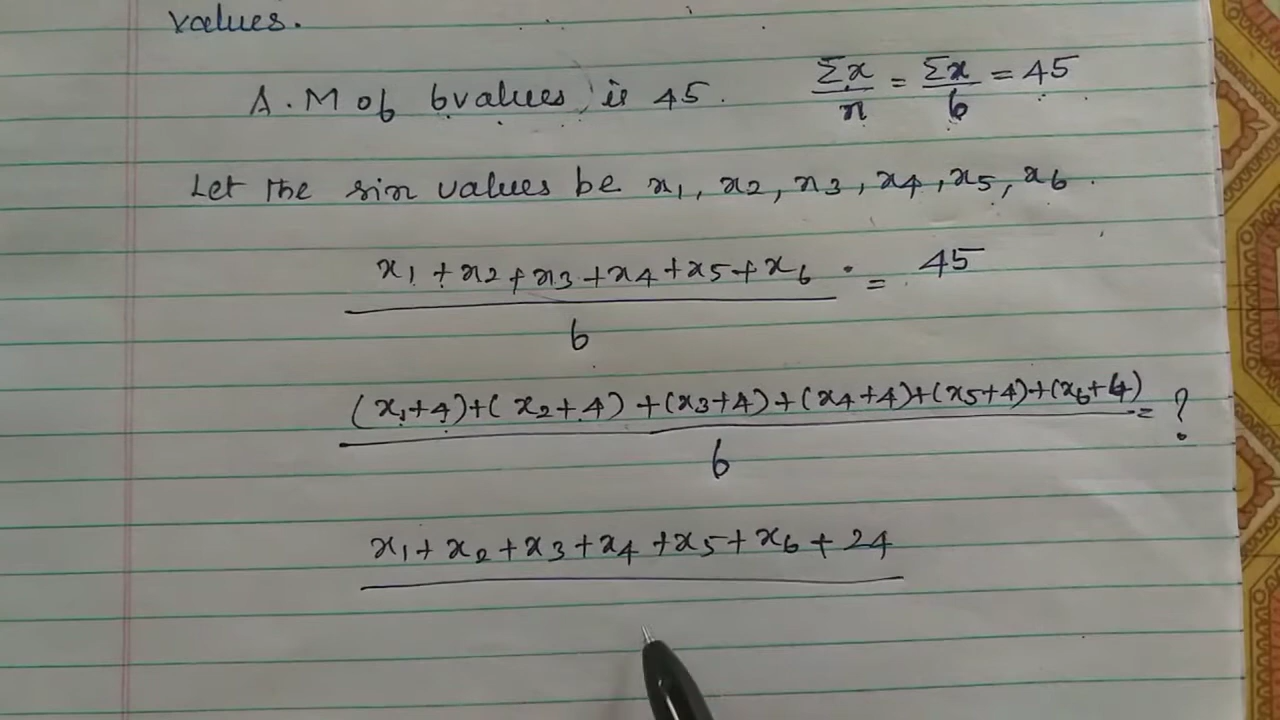 values.
A.M of 6 values is 45. Σx/n = Σx/6 = 45
Let the six values be x1, x2, x3, x4, x5, x6.
x1 + x2 + x3 + x4 + x5 + x6 = 45
6
(x1+4)+(x2+4)+(x3+4)+(x4+4)+(x5+4)+(x6+4) = ?
6
x1 + x2 + x3 + x4 + x5 + x6 + 24